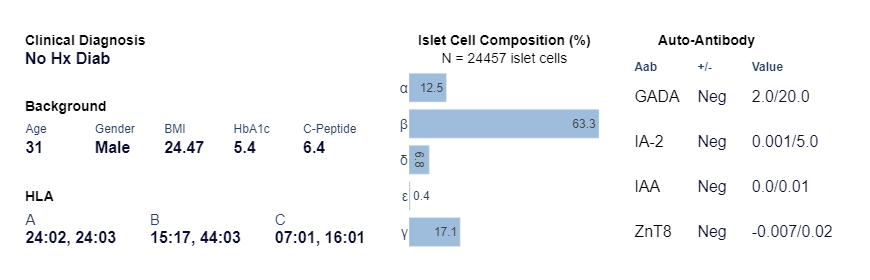 Clinical Diagnosis
No Hx Diab
Background
Age Gender BMI HbA1c C-Peptide
31 Male 24.47 5.4 6.4
HLA
A B C
24:02, 24:03 15:17, 44:03 07:01, 16:01
Islet Cell Composition (%)
N = 24457 islet cells
α 12.5
β 63.3
δ 6.8
ε 0.4
γ 17.1
Auto-Antibody
Aab +/- Value
GADA Neg 2.0/20.0
IA-2 Neg 0.001/5.0
IAA Neg 0.0/0.01
ZnT8 Neg -0.007/0.02